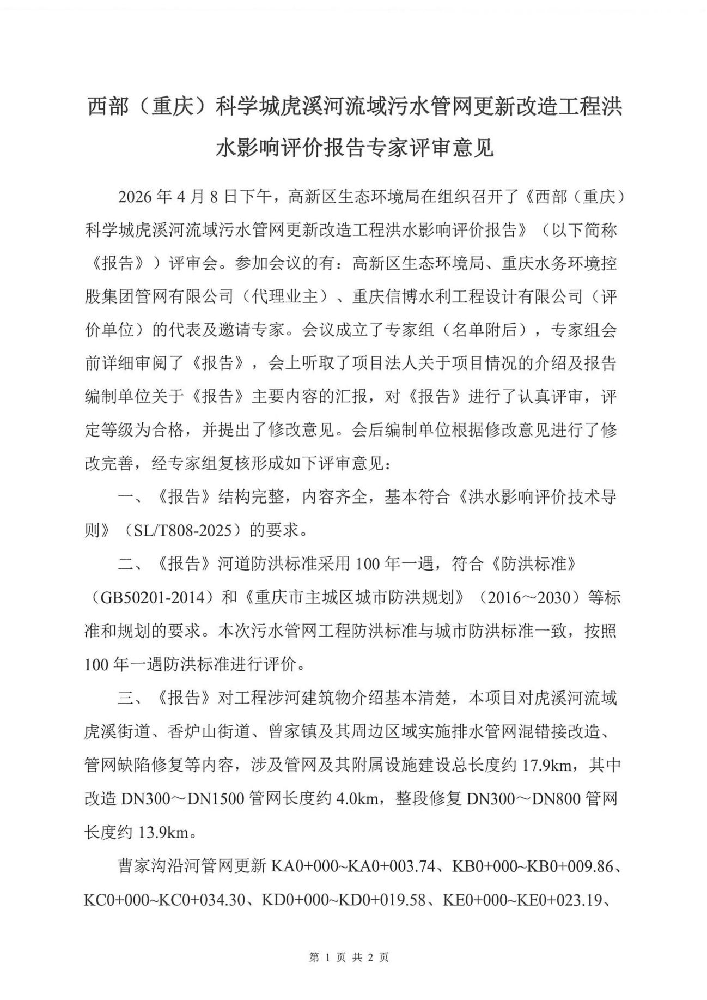 西部（重庆）科学城虎溪河流域污水管网更新改造工程洪
水影响评价报告专家评审意见
2026 年 4 月 8 日下午，高新区生态环境局在组织召开了《西部（重庆）
科学城虎溪河流域污水管网更新改造工程洪水影响评价报告》（以下简称
《报告》）评审会。参加会议的有：高新区生态环境局、重庆水务环境控
股集团管网有限公司（代理业主）、重庆信博水利工程设计有限公司（评
价单位）的代表及邀请专家。会议成立了专家组（名单附后），专家组会
前详细审阅了《报告》，会上听取了项目法人关于项目情况的介绍及报告
编制单位关于《报告》主要内容的汇报，对《报告》进行了认真评审，评
定等级为合格，并提出了修改意见。会后编制单位根据修改意见进行了修
改完善，经专家组复核形成如下评审意见：
一、《报告》结构完整，内容齐全，基本符合《洪水影响评价技术导
则》（SL/T808-2025）的要求。
二、《报告》河道防洪标准采用 100 年一遇，符合《防洪标准》
（GB50201-2014）和《重庆市主城区城市防洪规划》（2016～2030）等标
准和规划的要求。本次污水管网工程防洪标准与城市防洪标准一致，按照
100 年一遇防洪标准进行评价。
三、《报告》对工程涉河建筑物介绍基本清楚，本项目对虎溪河流域
虎溪街道、香炉山街道、曾家镇及其周边区域实施排水管网混错接改造、
管网缺陷修复等内容，涉及管网及其附属设施建设总长度约 17.9km，其中
改造 DN300～DN1500 管网长度约 4.0km，整段修复 DN300～DN800 管网
长度约 13.9km。
曹家沟沿河管网更新 KA0+000~KA0+003.74、KB0+000~KB0+009.86、
KC0+000~KC0+034.30、KD0+000~KD0+019.58、KE0+000~KE0+023.19、
第 1 页 共 2 页